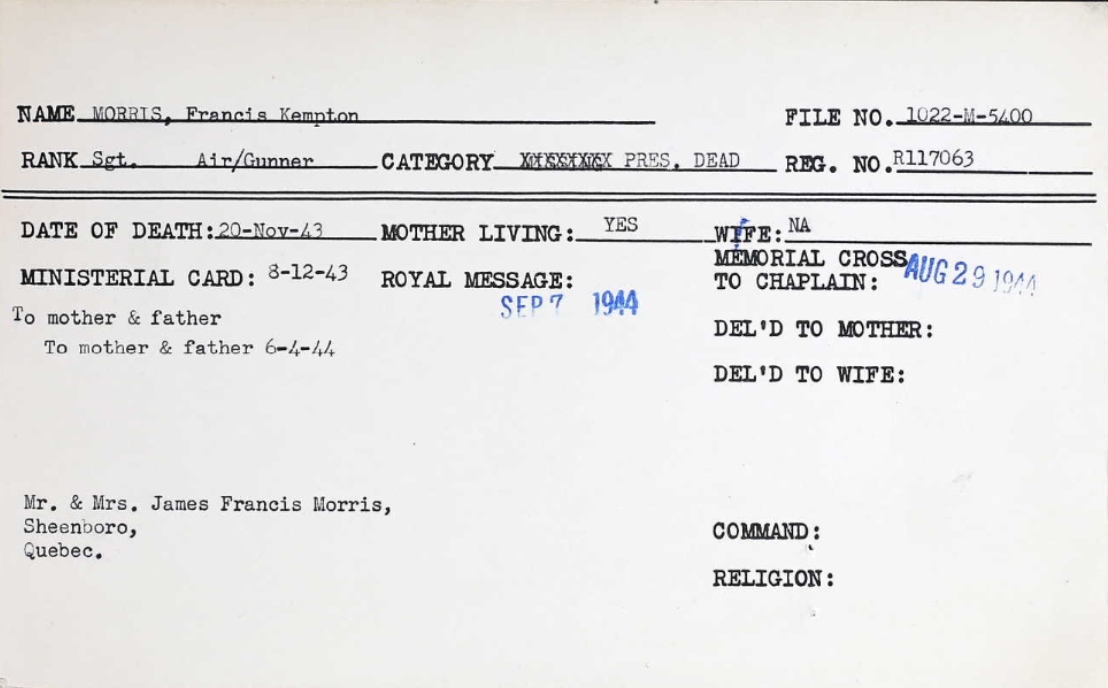 NAME MORRIS, Francis Kempton FILE NO. 1022-M-5400
RANK Sgt. Air/Gunner CATEGORY PRES. DEAD REG. NO. R117063
DATE OF DEATH: 20-Nov-43 MOTHER LIVING: YES WIFE: NA
MINISTERIAL CARD: 8-12-43 ROYAL MESSAGE: MEMORIAL CROSS
TO CHAPLAIN: AUG 29 1944
SEP 7 1944
To mother & father
To mother & father 6-4-44
DEL'D TO MOTHER:
DEL'D TO WIFE:
Mr. & Mrs. James Francis Morris,
Sheenboro,
Quebec.
COMMAND:
RELIGION: